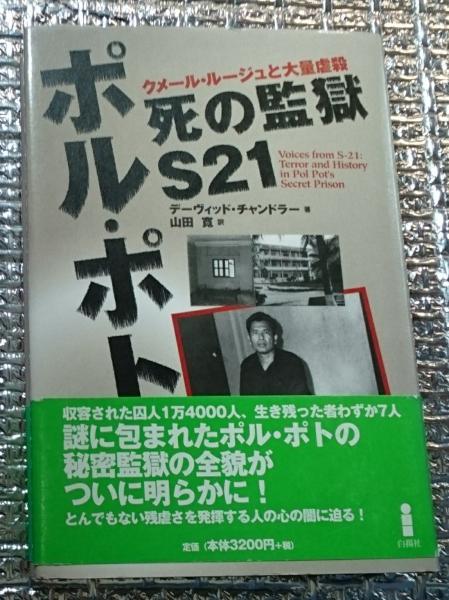 ポル・ポト
クメール・ルージュと大量虐殺
死の監獄
S21
Voices from S-21:
Terror and History
in Pol Pot's
Secret Prison
デーヴィッド・チャンドラー 著
山田 寛 訳
収容された囚人1万4000人、生き残った者わずか7人
謎に包まれたポル・ポトの
秘密監獄の全貌が
ついに明らかに!
とんでもない残虐さを発揮する人の心の闇に迫る!
定価(本体3200円+税)
白揚社